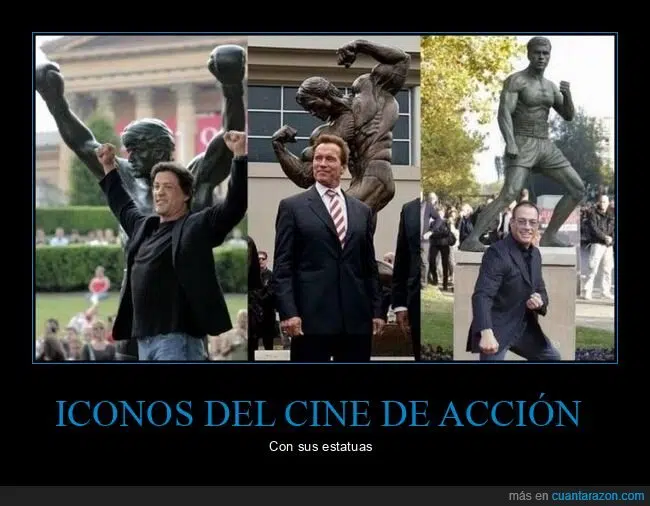 ICONOS DEL CINE DE ACCIÓN
Con sus estatuas
más en cuantarazon.com